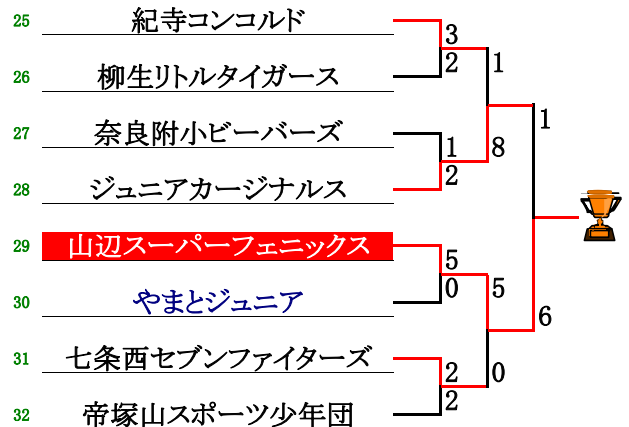 25 紀寺コンコルド
3
2
26 柳生リトルタイガース
1
8
27 奈良附小ビーバーズ
1
2
28 ジュニアカージナルス
1
6
29 山辺スーパーフェニックス
5
0
30 やまとジュニア
5
0
31 七条西セブンファイターズ
2
2
32 帝塚山スポーツ少年団